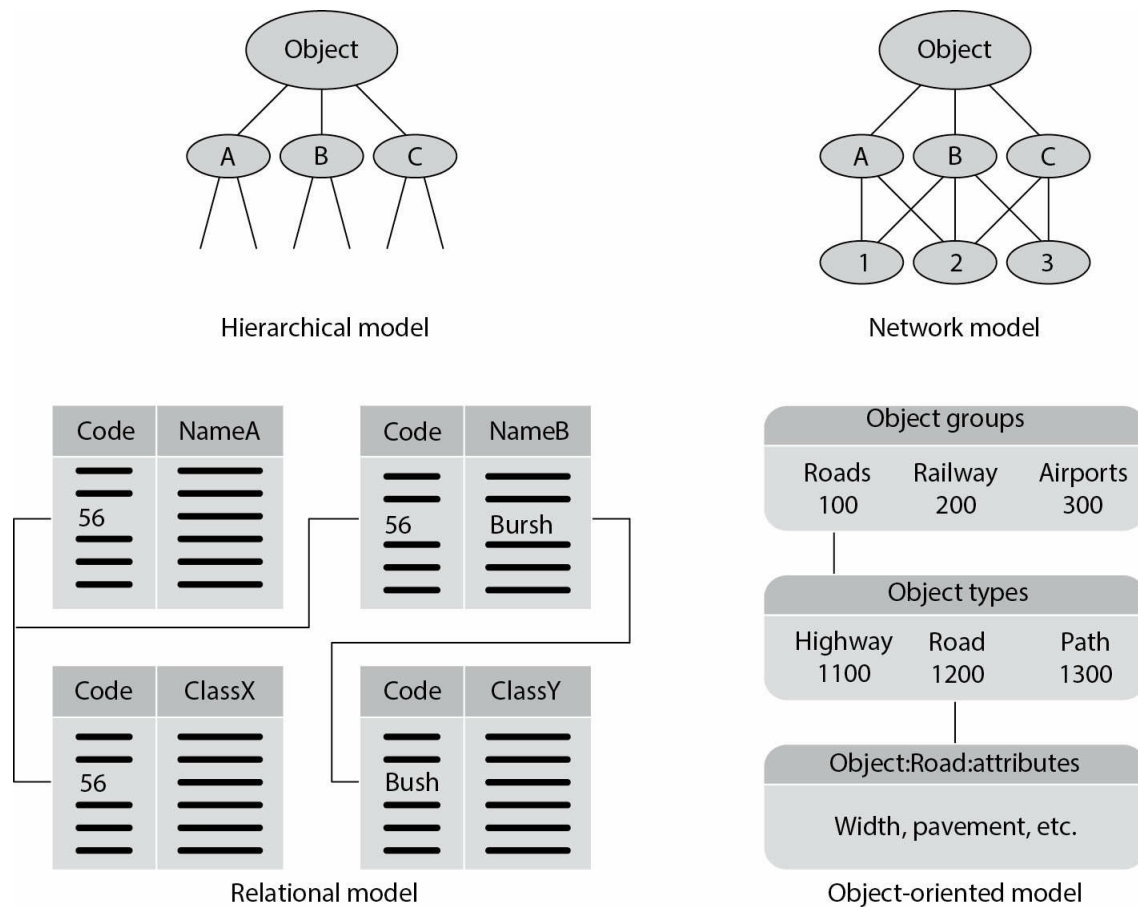 Object
A B C
Hierarchical model
Object
A B C
1 2 3
Network model
Code NameA
56
Code NameB
56 Bursh
Code ClassX
56
Code ClassY
Bush
Relational model
Object groups
Roads Railway Airports
100 200 300
Object types
Highway Road Path
1100 1200 1300
Object:Road:attributes
Width, pavement, etc.
Object-oriented model